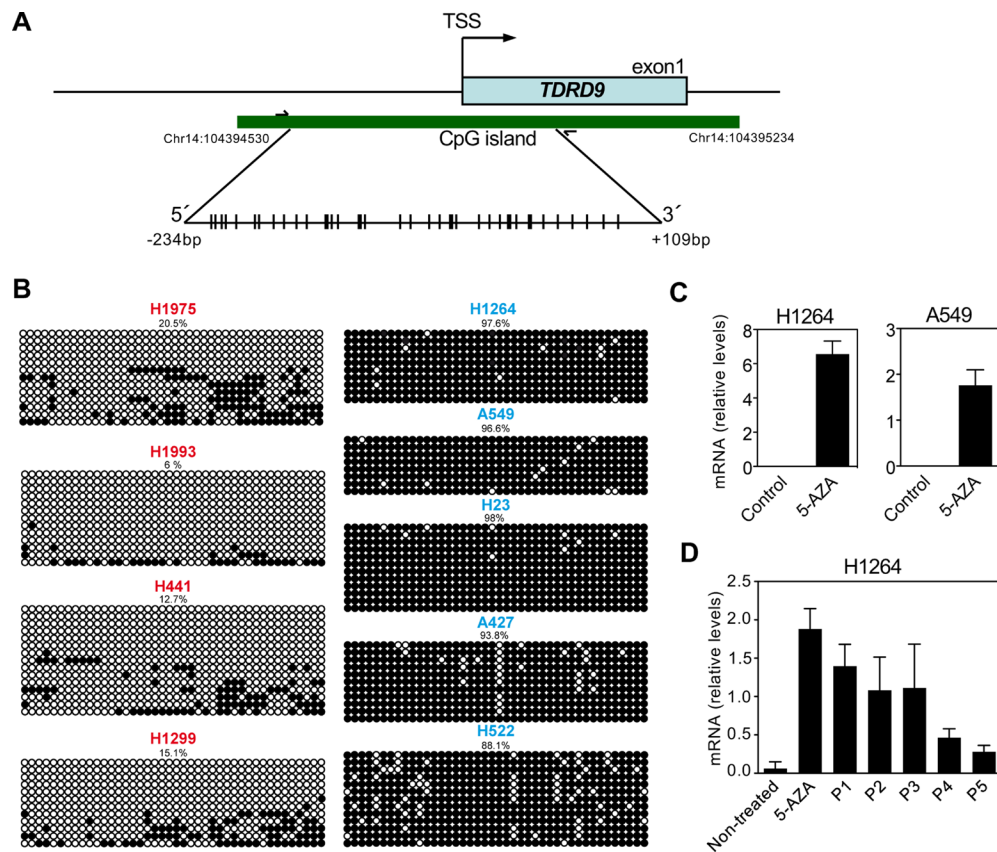 A
TSS
exon1
TDRD9
Chr14:104394530
CpG island
Chr14:104395234
5´
3´
-234bp
+109bp
B
H1975
20.5%
H1993
6 %
H441
12.7%
H1299
15.1%
H1264
97.6%
A549
96.6%
H23
98%
A427
93.8%
H522
88.1%
C
H1264
mRNA (relative levels)
8
6
4
2
0
Control
5-AZA
A549
3
2
1
0
Control
5-AZA
D
H1264
mRNA (relative levels)
2.5
2.0
1.5
1.0
0.5
0.0
Non-treated
5-AZA
P1
P2
P3
P4
P5